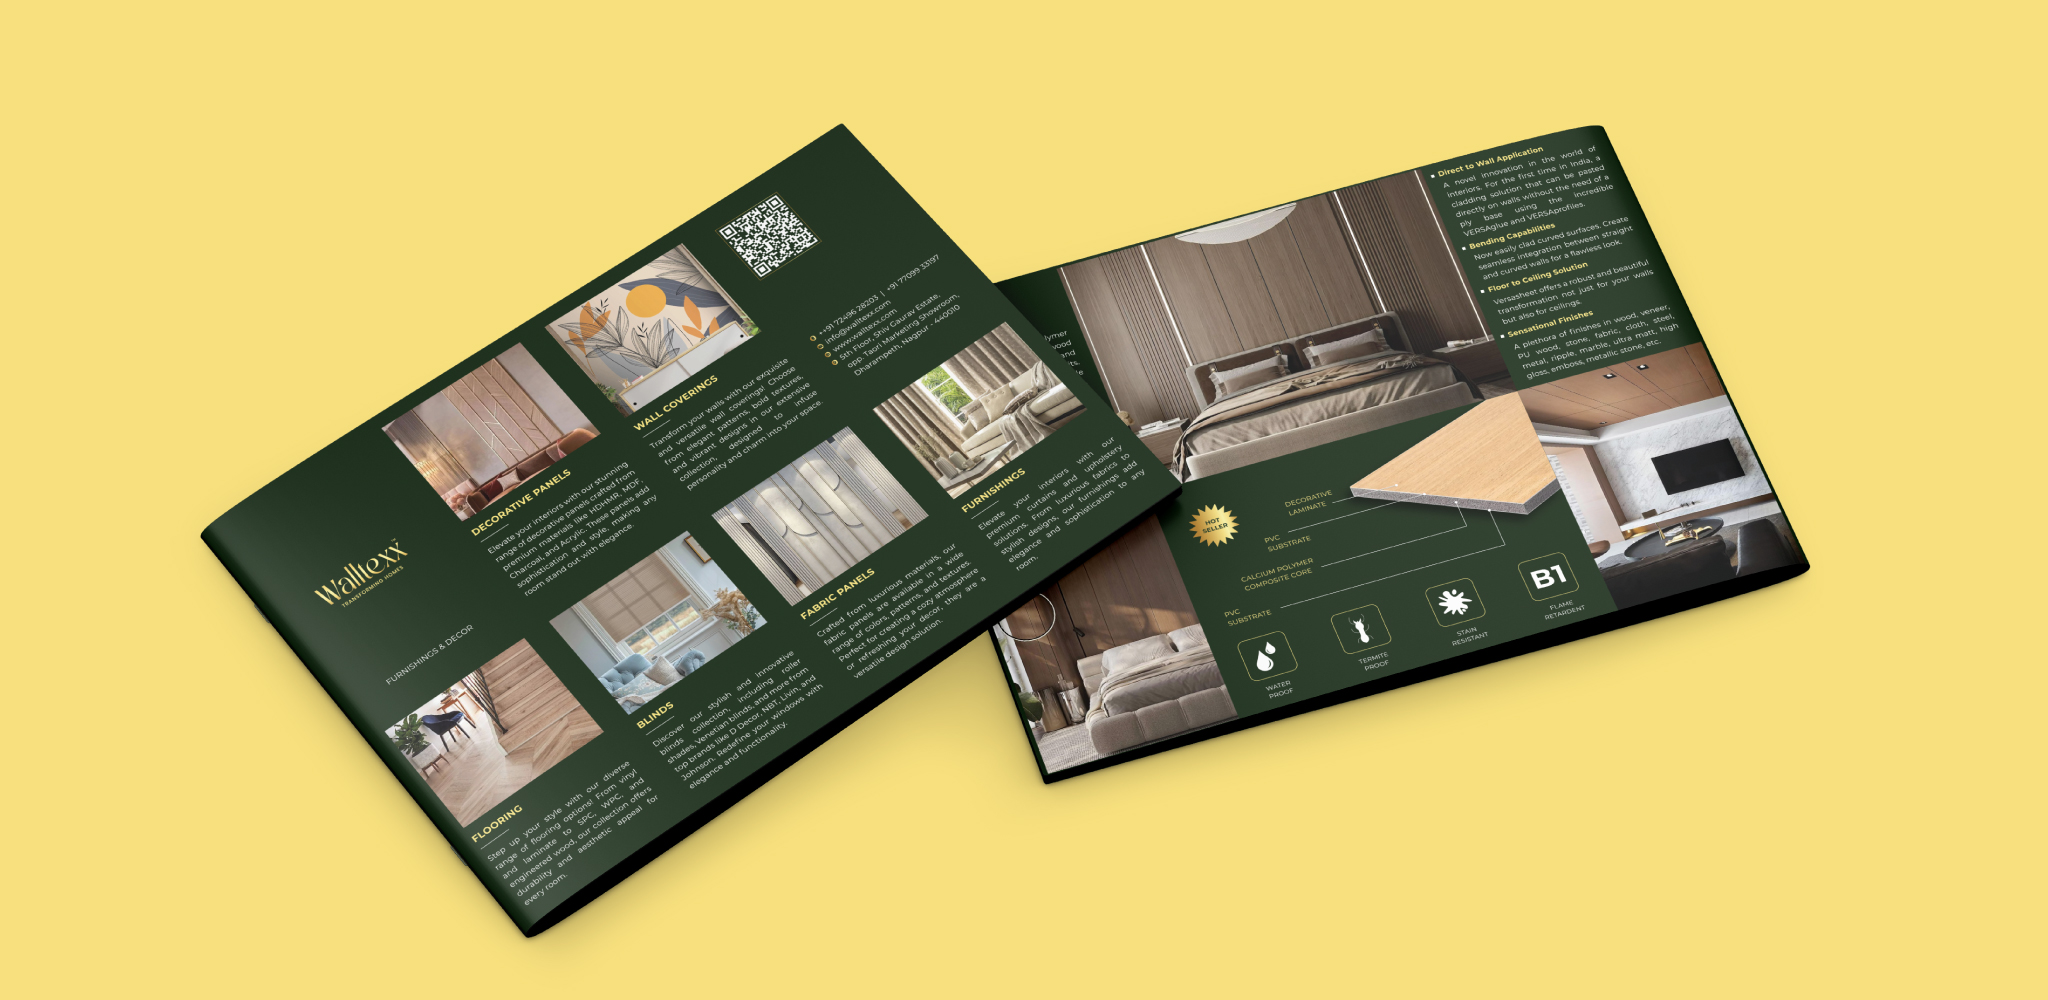 Walltexx
TRANSFORMING HOMES
FURNISHINGS & DECOR
+91 72496 28203 | +91 77099 33197
info@walltexx.com
www.walltexx.com
5th Floor, Shiv Gaurav Estate,
opp. Taori Marketing Showroom,
Dharampeth, Nagpur - 440010
DECORATIVE PANELS
Elevate your interiors with our stunning
range of decorative panels crafted from
premium materials like HDHMR, MDF,
Charcoal, and Acrylic. These panels add
sophistication and style, making any
room stand out with elegance.
WALL COVERINGS
Transform your walls with our exquisite
and versatile wall coverings! Choose
from elegant patterns, bold textures,
and vibrant designs in our extensive
collection, designed to infuse
personality and charm into your space.
FLOORING
Step up your style with our diverse
range of flooring options! From vinyl
and laminate to SPC, WPC, and
engineered wood, our collection offers
durability and aesthetic appeal for
every room.
BLINDS
Discover our stylish and innovative
blinds collection, including roller
shades, Venetian blinds, and more from
top brands like D Decor, NBT, Livin, and
Johnson. Redefine your windows with
elegance and functionality.
FABRIC PANELS
Crafted from luxurious materials, our
fabric panels are available in a wide
range of colors, patterns, and textures.
Perfect for creating a cozy atmosphere
or refreshing your decor, they are a
versatile design solution.
FURNISHINGS
Elevate your interiors with our
premium curtains and upholstery
solutions. From luxurious fabrics to
stylish designs, our furnishings add
elegance and sophistication to any
room.
Direct to Wall Application
A novel innovation in the world of
interiors. For the first time in India, a
cladding solution that can be pasted
directly on walls without the need of a
ply base using the incredible
VERSAglue and VERSAprofiles.
Bending Capabilities
Now easily clad curved surfaces. Create
seamless integration between straight
and curved walls for a flawless look.
Floor to Ceiling Solution
Versasheet offers a robust and beautiful
transformation not just for your walls
but also for ceilings.
Sensational Finishes
A plethora of finishes in wood, veneer,
PU wood, stone, fabric, cloth, steel,
metal, ripple, marble, ultra matt, high
gloss, emboss, metallic stone, etc.
HOT
SELLER
DECORATIVE
LAMINATE
PVC
SUBSTRATE
CALCIUM POLYMER
COMPOSITE CORE
PVC
SUBSTRATE
WATER
PROOF
TERMITE
PROOF
STAIN
RESISTANT
B1
FLAME
RETARDENT